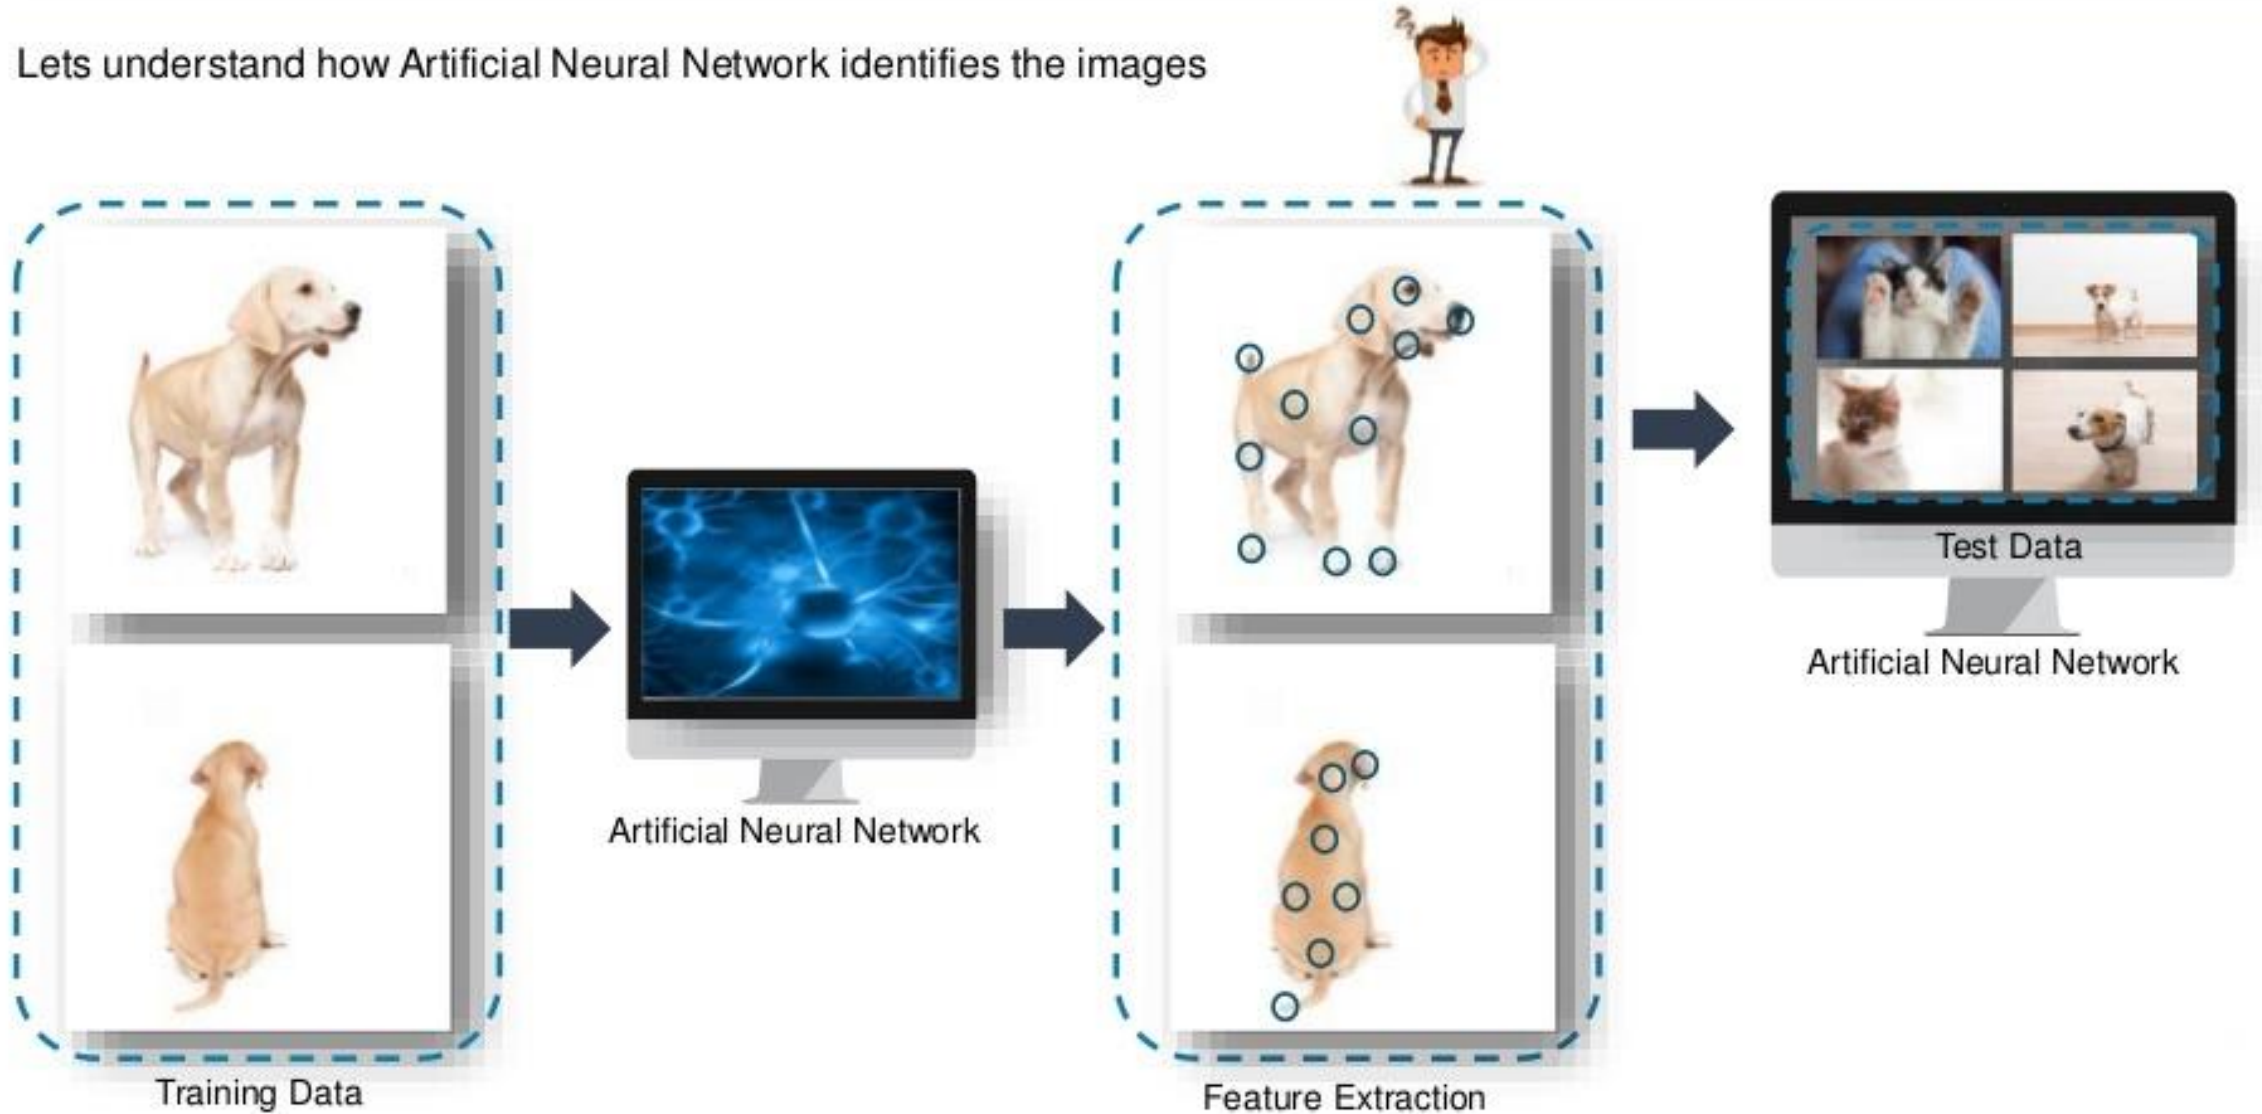 Lets understand how Artificial Neural Network identifies the images
??
Test Data
Artificial Neural Network
Artificial Neural Network
Training Data
Feature Extraction